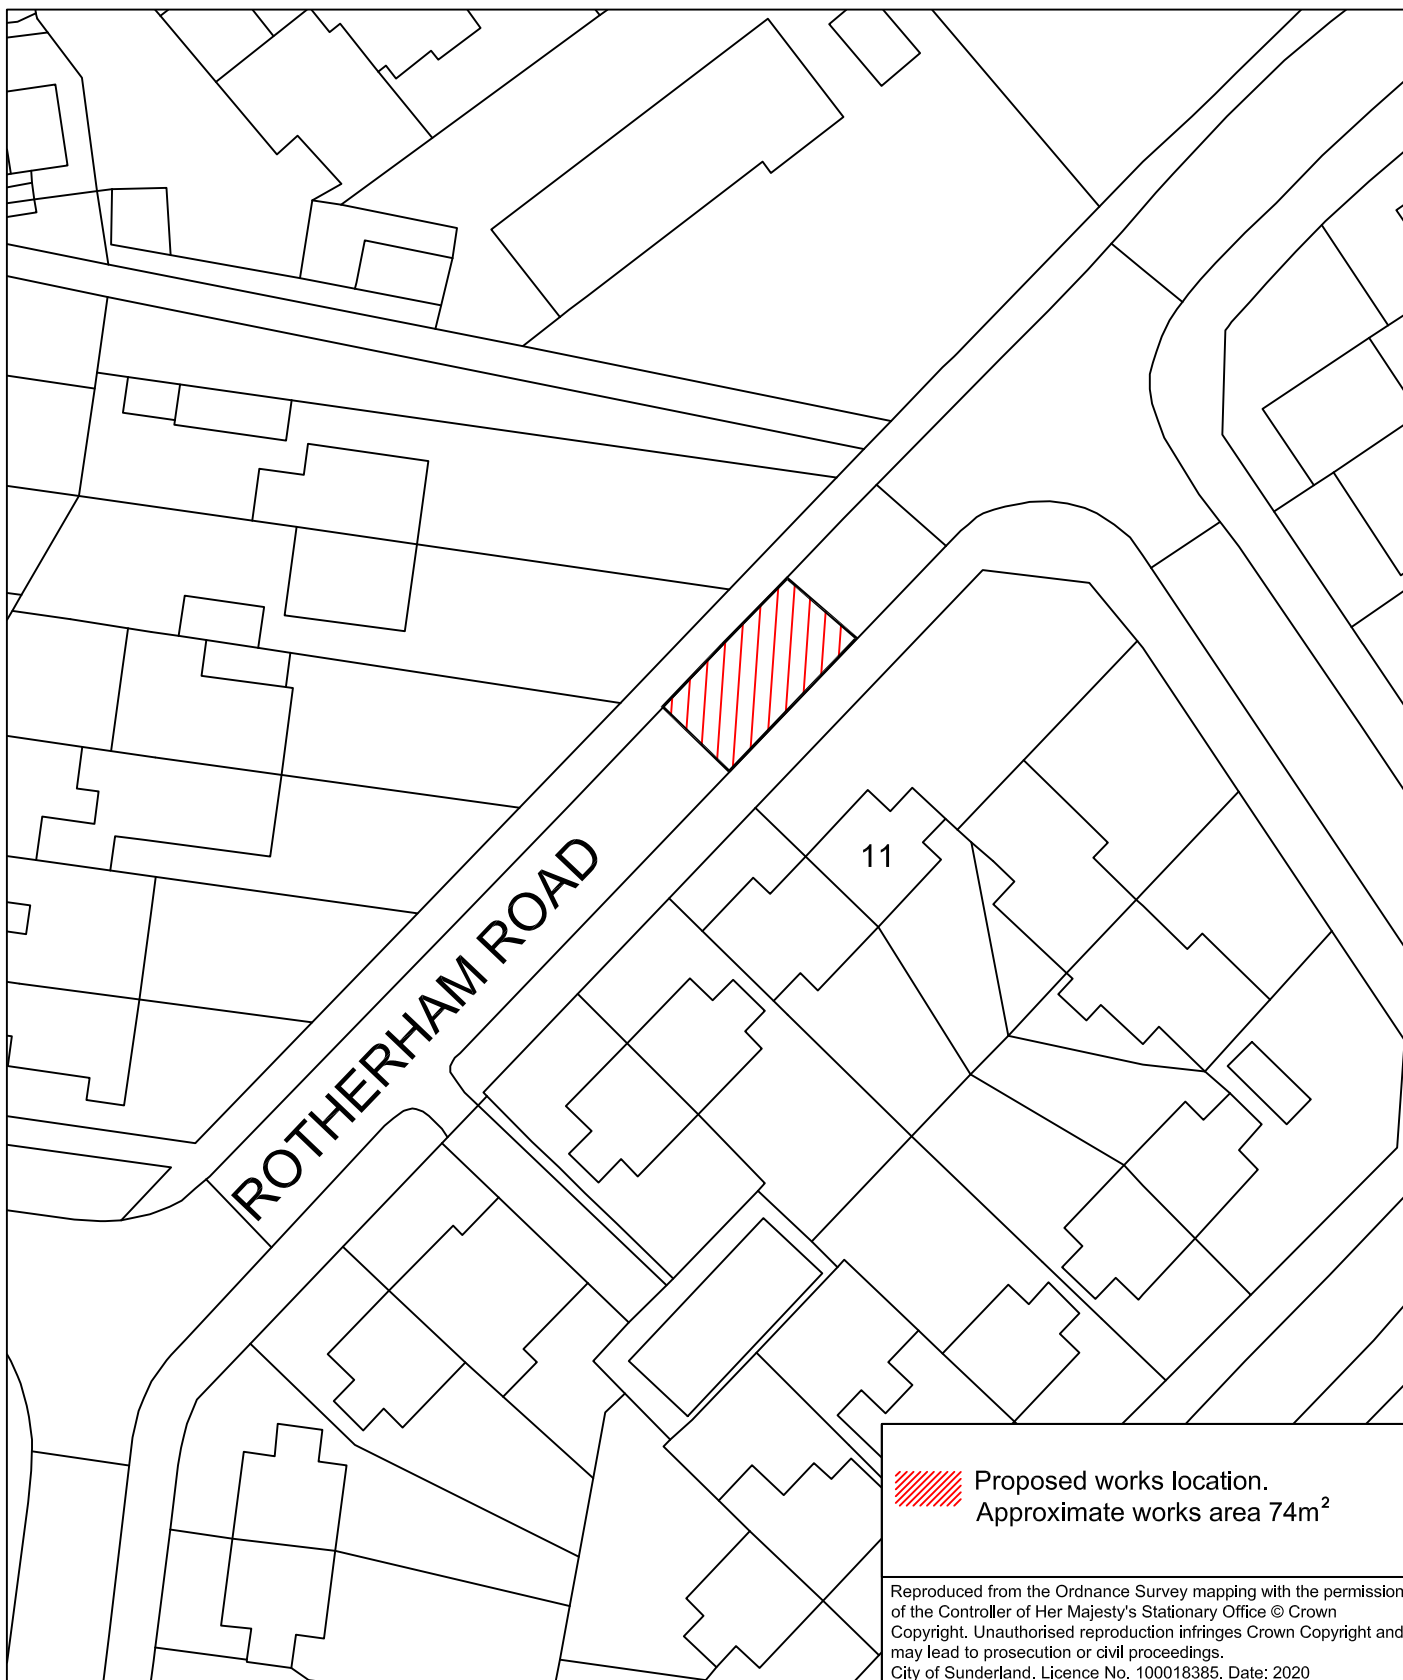 11
ROTHERHAM ROAD
Proposed works location.
Approximate works area 74m²
Reproduced from the Ordnance Survey mapping with the permission
of the Controller of Her Majesty's Stationary Office © Crown
Copyright. Unauthorised reproduction infringes Crown Copyright and
may lead to prosecution or civil proceedings.
City of Sunderland, Licence No. 100018385. Date: 2020